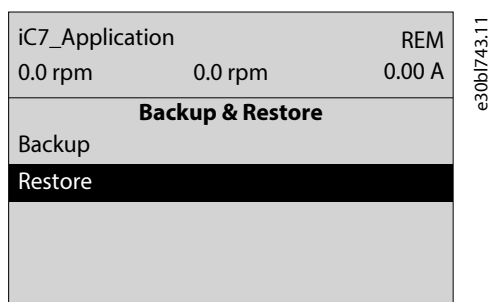 iC7_Application REM
0.0 rpm 0.0 rpm 0.00 A
Backup & Restore
Backup
Restore
e30bl743.11